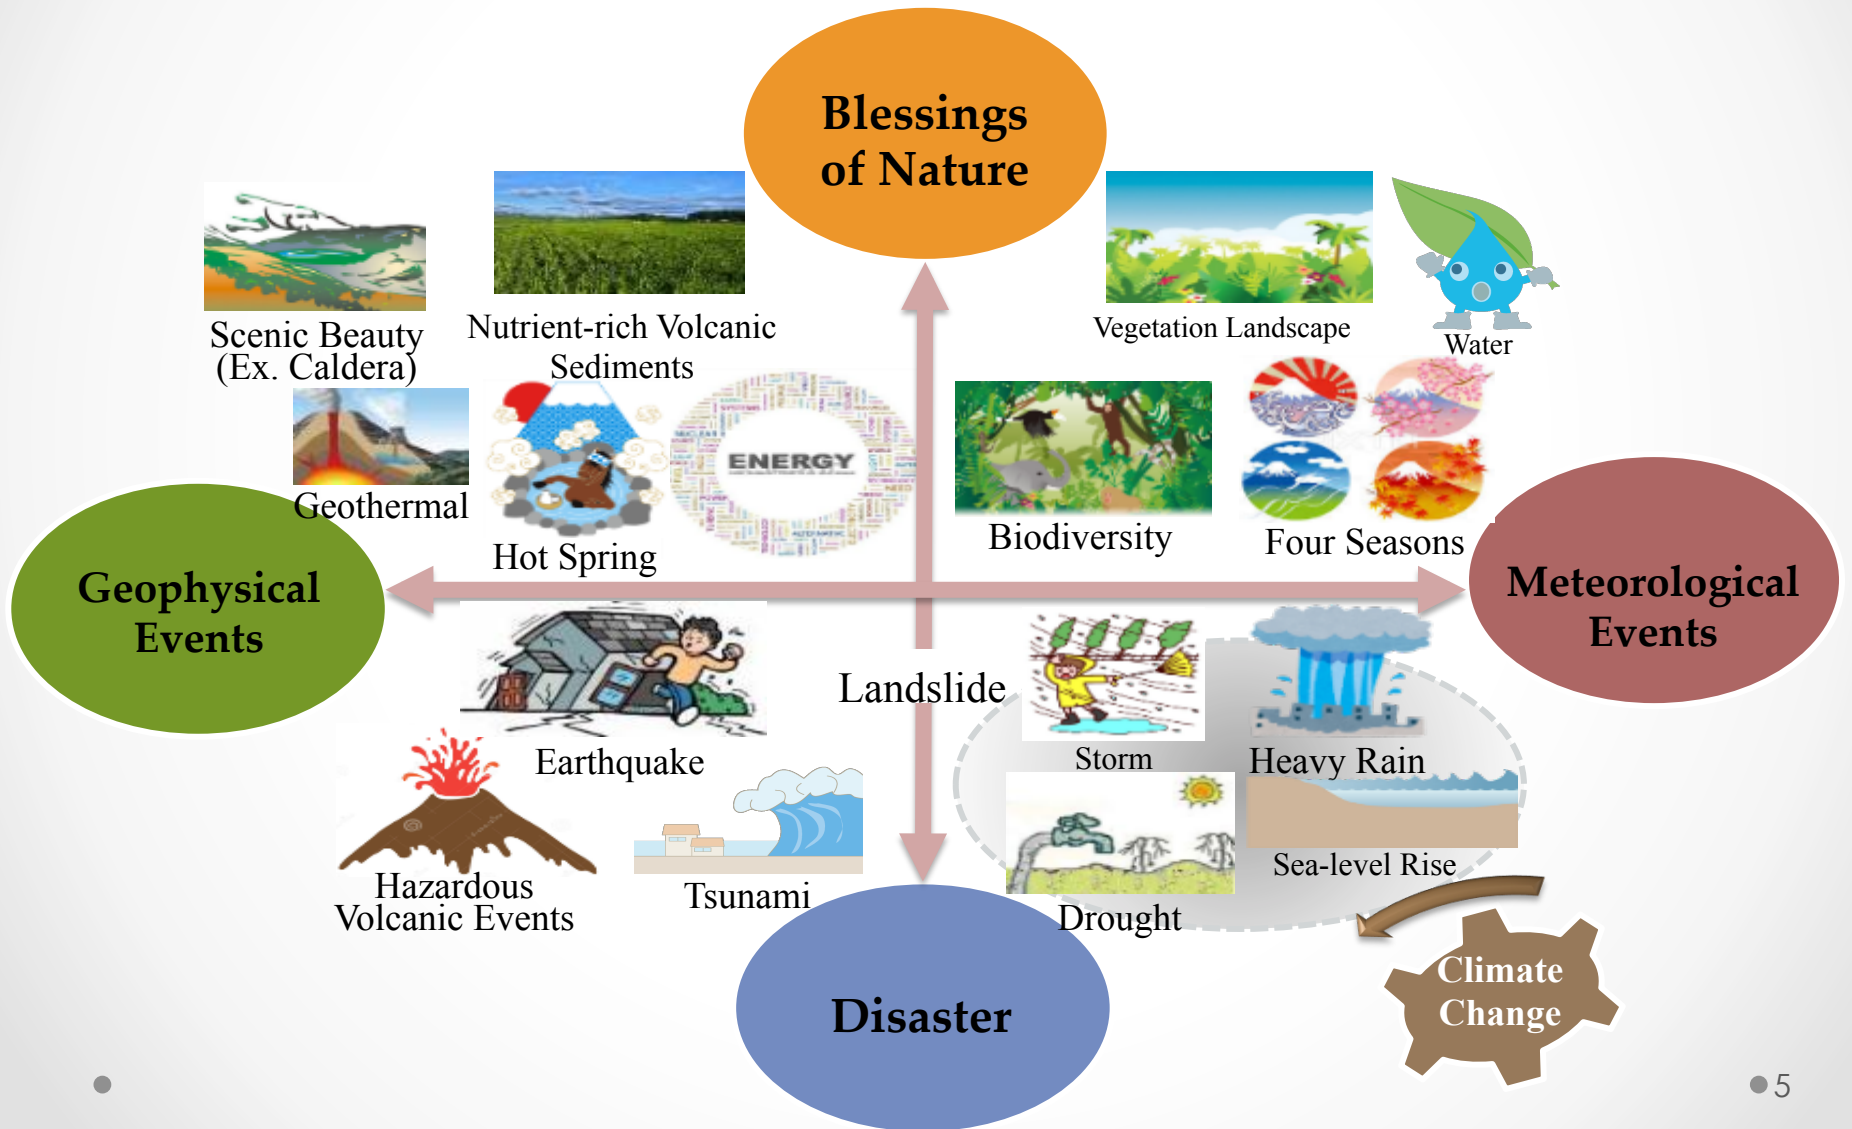 Blessings
of Nature
Scenic Beauty
(Ex. Caldera)
Nutrient-rich Volcanic
Sediments
Vegetation Landscape
Water
Geothermal
Hot Spring
ENERGY
Biodiversity
Four Seasons
Geophysical
Events
Meteorological
Events
Landslide
Earthquake
Storm
Heavy Rain
Hazardous
Volcanic Events
Tsunami
Drought
Sea-level Rise
Climate
Change
Disaster
5